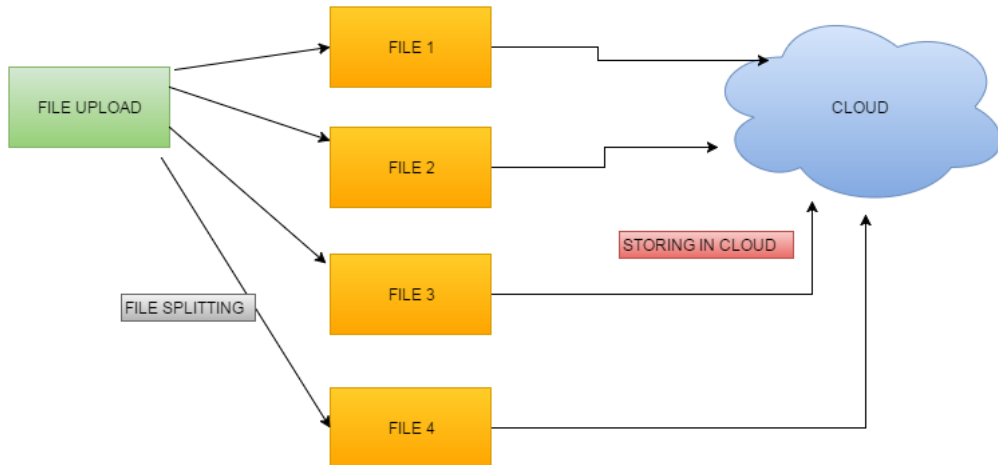 FILE 1
FILE UPLOAD
CLOUD
FILE 2
STORING IN CLOUD
FILE 3
FILE SPLITTING
FILE 4